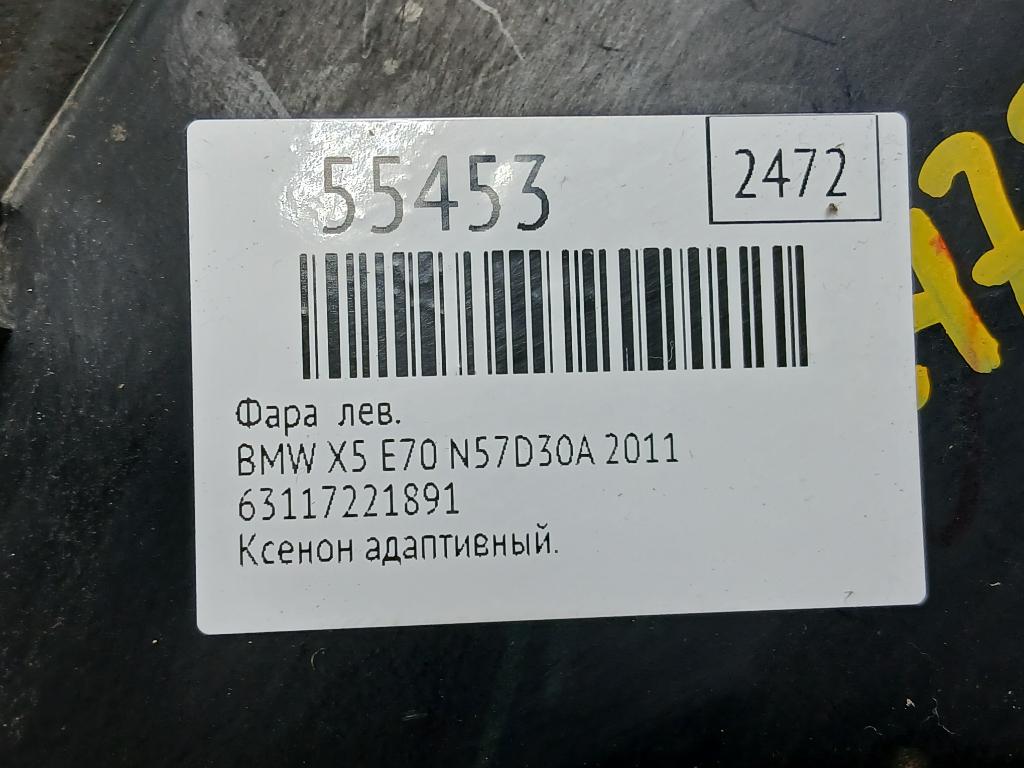 55453
2472
Фара лев.
BMW X5 E70 N57D30A 2011
63117221891
Ксенон адаптивный.